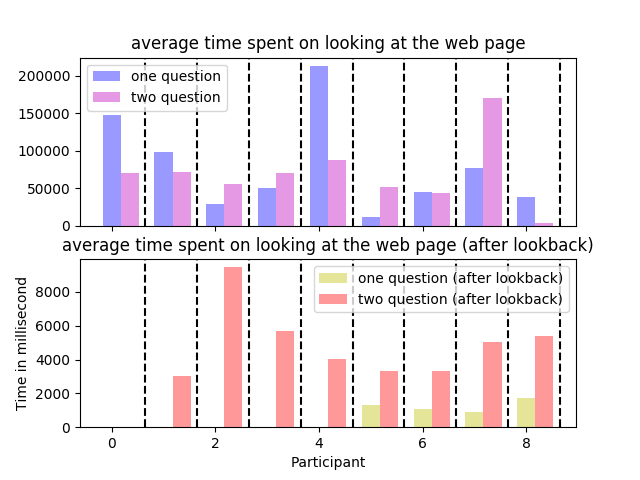 average time spent on looking at the web page
200000
150000
100000
50000
0
one question
two question
average time spent on looking at the web page (after lookback)
Time in millisecond
8000
6000
4000
2000
0
one question (after lookback)
two question (after lookback)
0 2 4 6 8
Participant